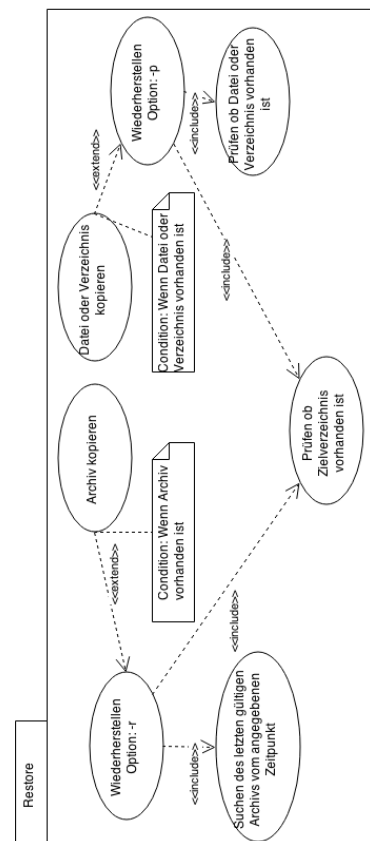 Restore
Wiederherstellen
Option: -r
<<extend>>
Archiv kopieren
Condition: Wenn Archiv
vorhanden ist
<<include>>
Suchen des letzten gültigen
Archivs vom angegebenen
Zeitpunkt
<<include>>
Prüfen ob
Zielverzeichnis
vorhanden ist
Datei oder Verzeichnis
kopieren
<<extend>>
Condition: Wenn Datei oder
Verzeichnis vorhanden ist
Wiederherstellen
Option: -p
<<include>>
<<include>>
Prüfen ob Datei oder
Verzeichnis vorhanden
ist